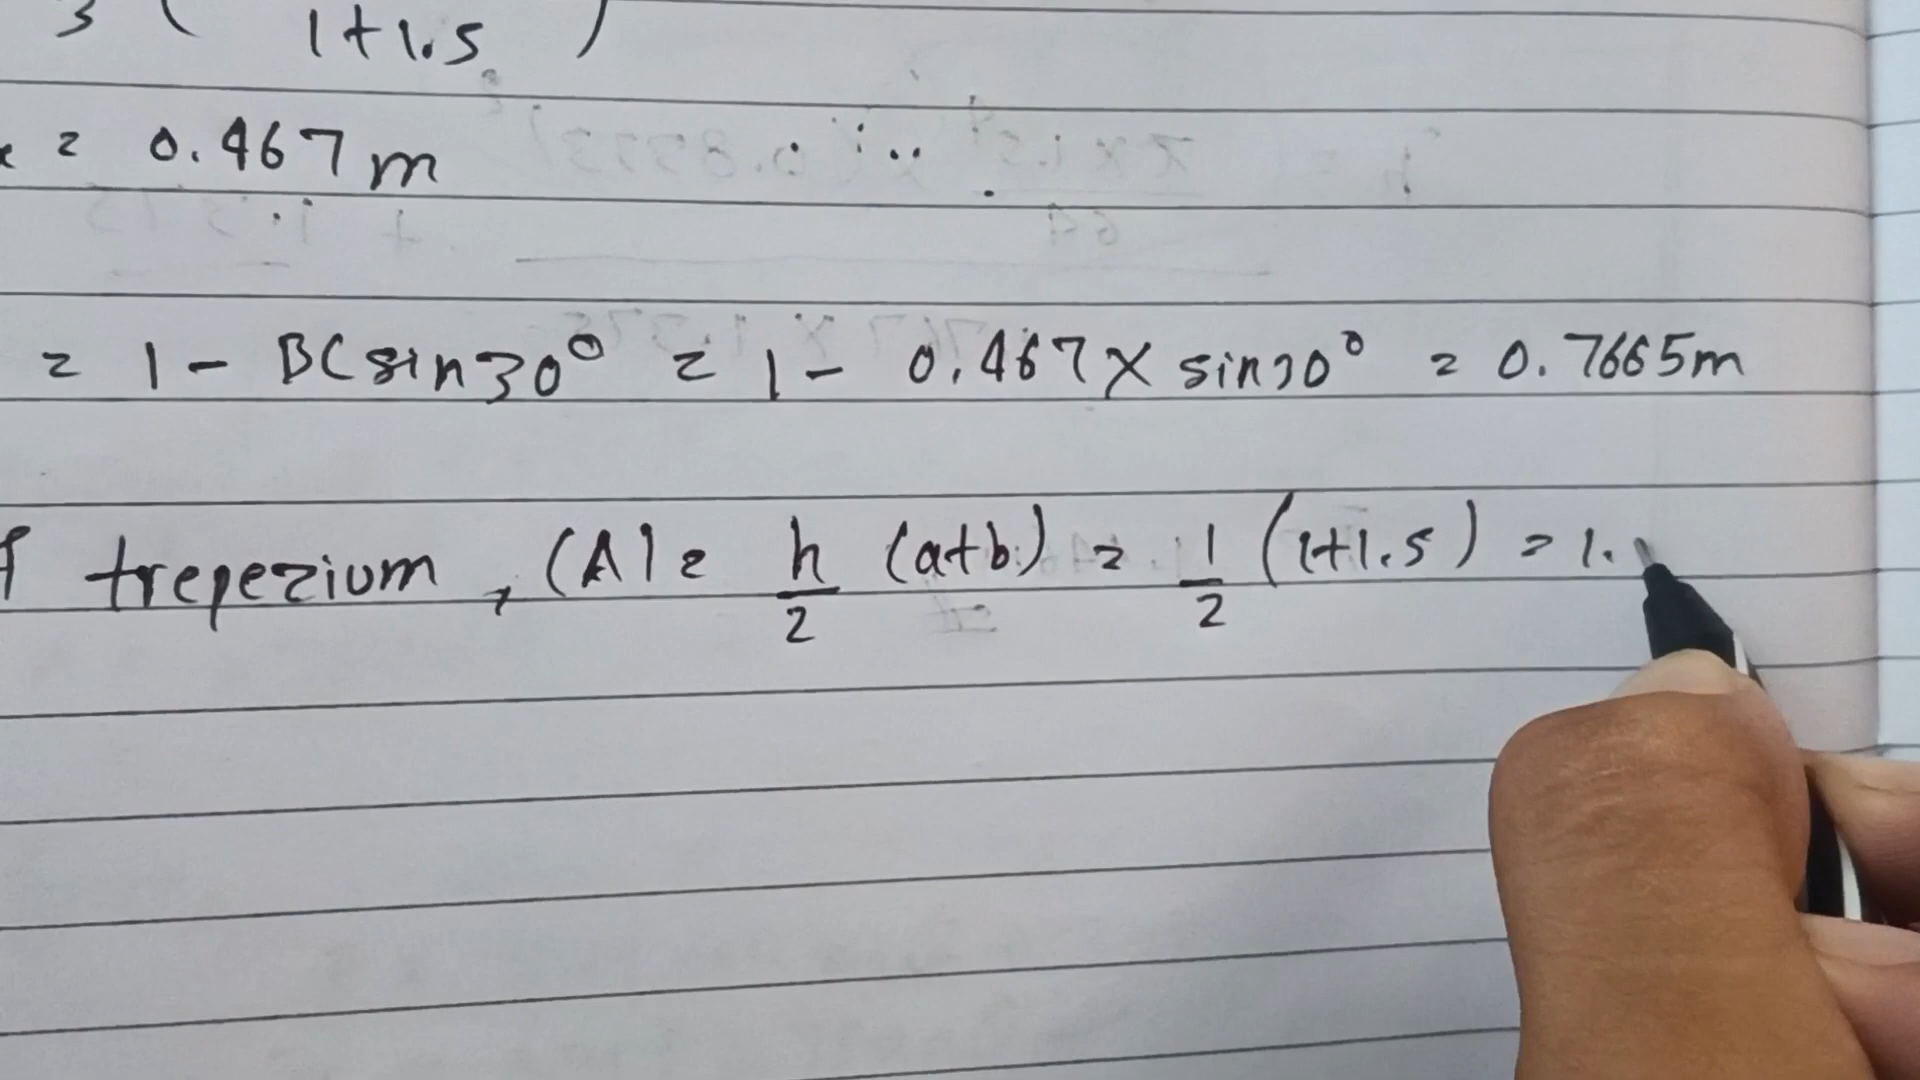 3 ( 1+1.5 )
x = 0.467 m
= 1 - BC sin30° = 1 - 0.467 x sin30° = 0.7665m
f trepezium, (A) = h/2 (a+b) = 1/2 (1+1.5) = 1.